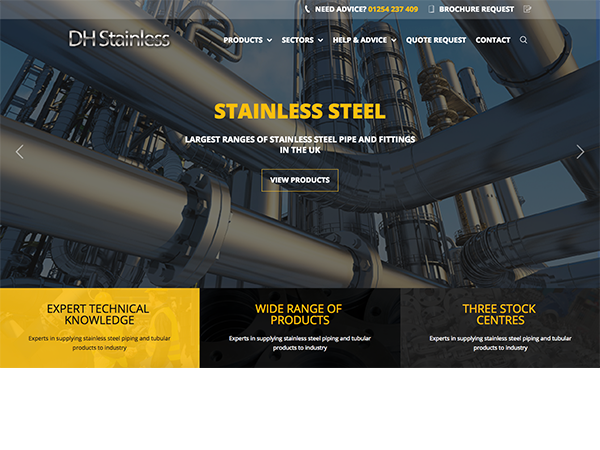 NEED ADVICE? 01254 237 409 BROCHURE REQUEST
DH Stainless
PRODUCTS SECTORS HELP & ADVICE QUOTE REQUEST CONTACT
STAINLESS STEEL
LARGEST RANGES OF STAINLESS STEEL PIPE AND FITTINGS
IN THE UK
VIEW PRODUCTS
EXPERT TECHNICAL
KNOWLEDGE
Experts in supplying stainless steel piping and tubular
products to industry
WIDE RANGE OF
PRODUCTS
Experts in supplying stainless steel piping and tubular
products to industry
THREE STOCK
CENTRES
Experts in supplying stainless steel piping and tubular
products to industry